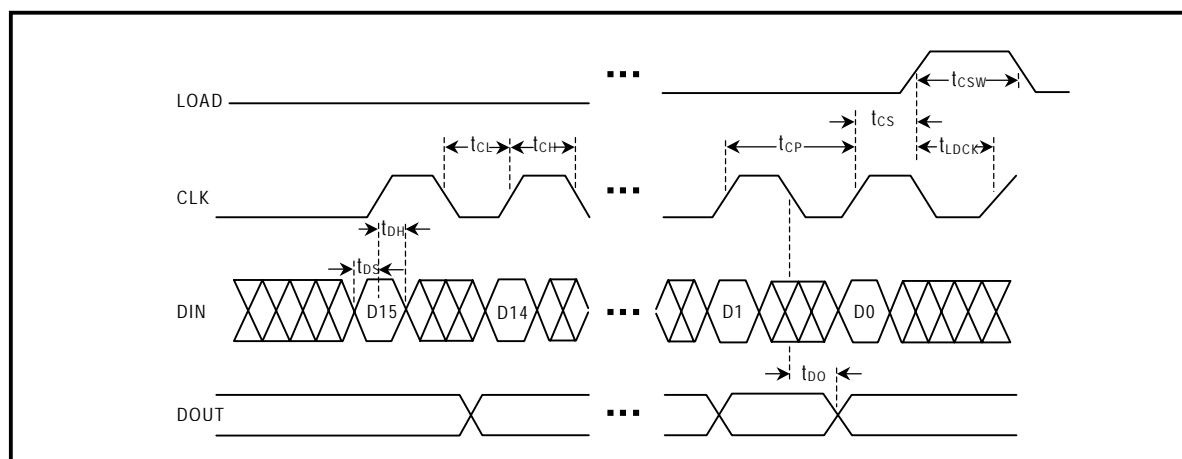 LOAD
tCSW
tCS
tCL
tCH
tCP
tLDCK
CLK
tDH
tDS
DIN
D15
D14
D1
D0
tDO
DOUT